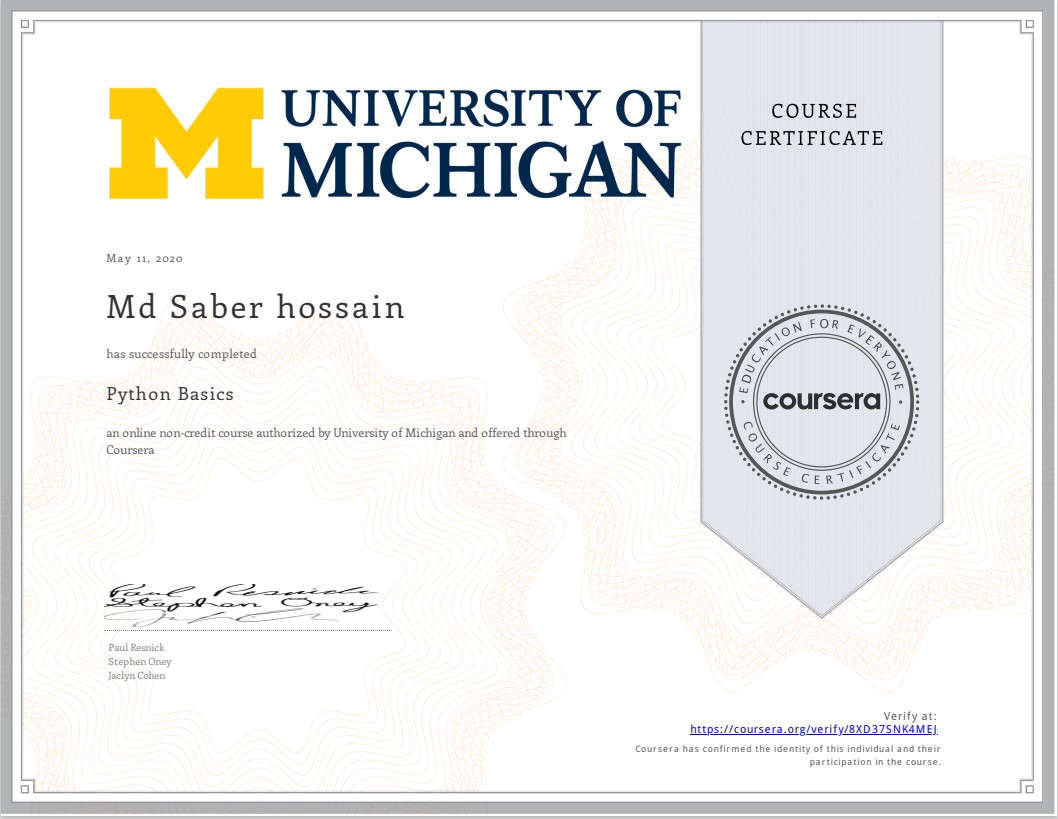 UNIVERSITY OF
MICHIGAN
COURSE
CERTIFICATE
May 11, 2020
Md Saber hossain
has successfully completed
Python Basics
an online non-credit course authorized by University of Michigan and offered through
Coursera
EDUCATION FOR EVERYONE
coursera
COURSE CERTIFICATE
Paul Resnick
Stephen Oney
Paul Resnick
Stephen Oney
Jaclyn Cohen
Verify at:
https://coursera.org/verify/8XD37SNK4MEJ
Coursera has confirmed the identity of this individual and their
participation in the course.